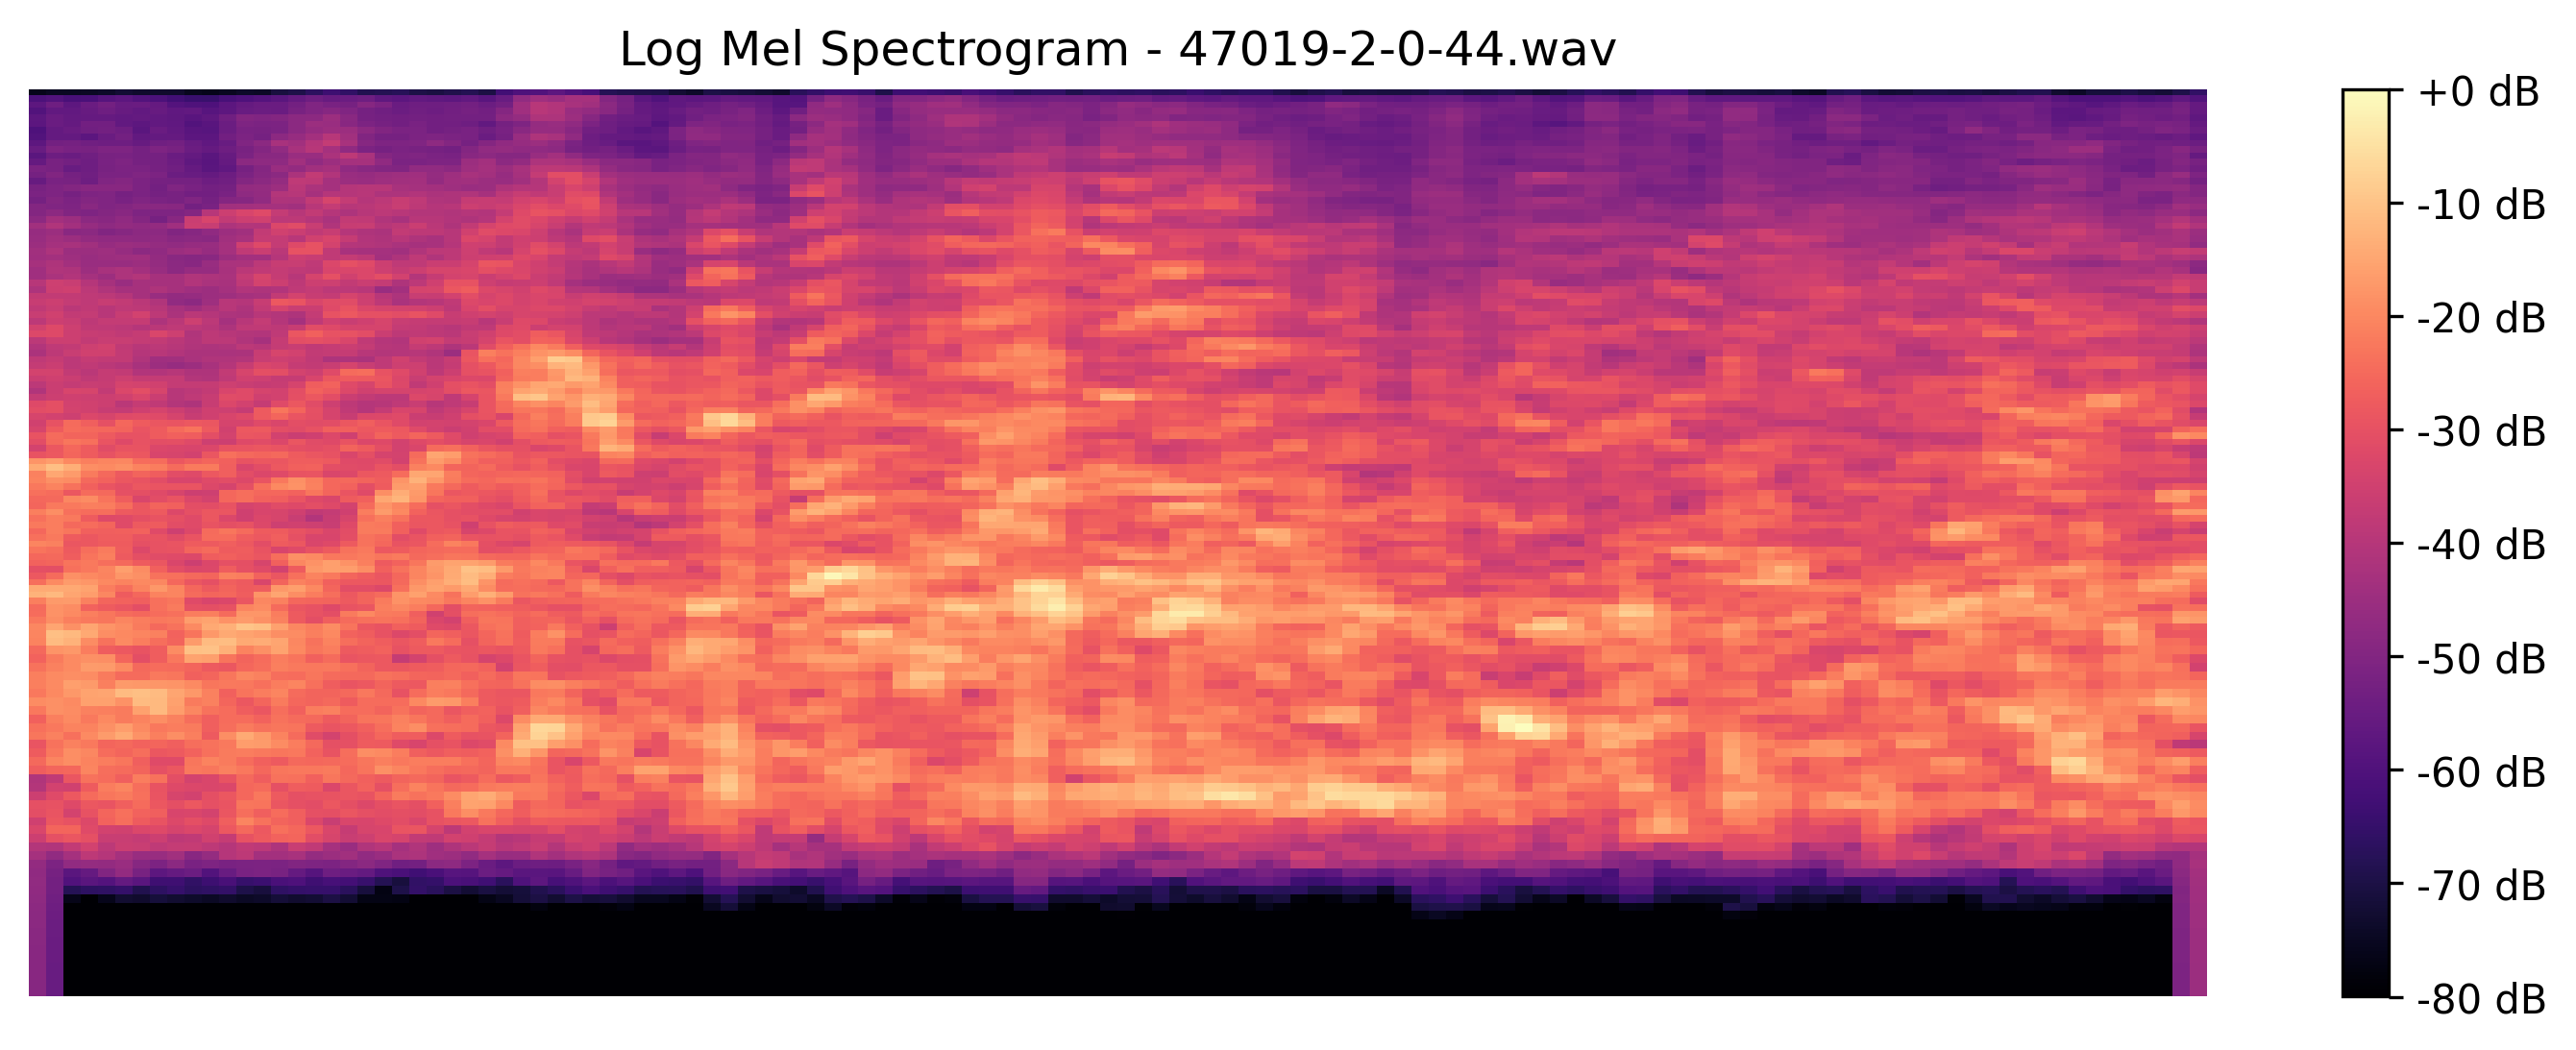 Log Mel Spectrogram - 47019-2-0-44.wav
+0 dB
-10 dB
-20 dB
-30 dB
-40 dB
-50 dB
-60 dB
-70 dB
-80 dB